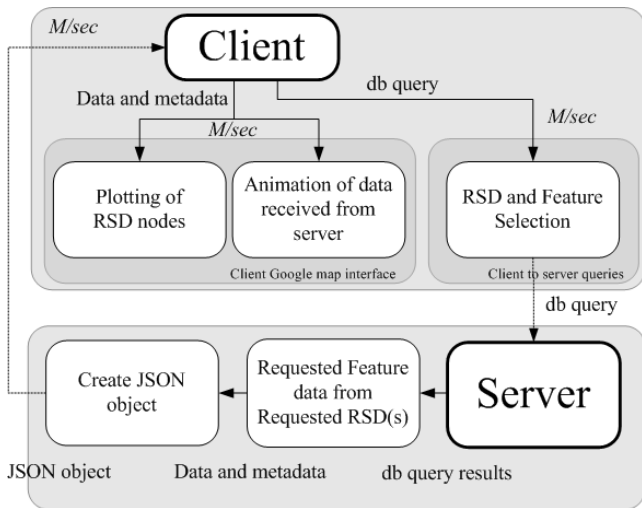 M/sec
Client
Data and metadata
db query
M/sec
M/sec
Plotting of
RSD nodes
Animation of data
received from
server
RSD and Feature
Selection
Client Google map interface
Client to server queries
db query
Create JSON
object
Requested Feature
data from
Requested RSD(s)
Server
JSON object
Data and metadata
db query results